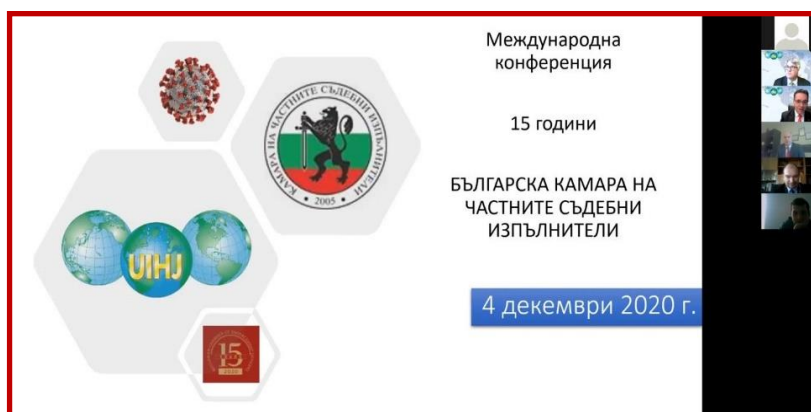 Международна
конференция
15 години
БЪЛГАРСКА КАМАРА НА
ЧАСТНИТЕ СЪДЕБНИ
ИЗПЪЛНИТЕЛИ
4 декември 2020 г.
КАМАРА НА ЧАСТНИТЕ СЪДЕБНИ ИЗПЪЛНИТЕЛИ
• 2005 •
UIHJ
15
2020